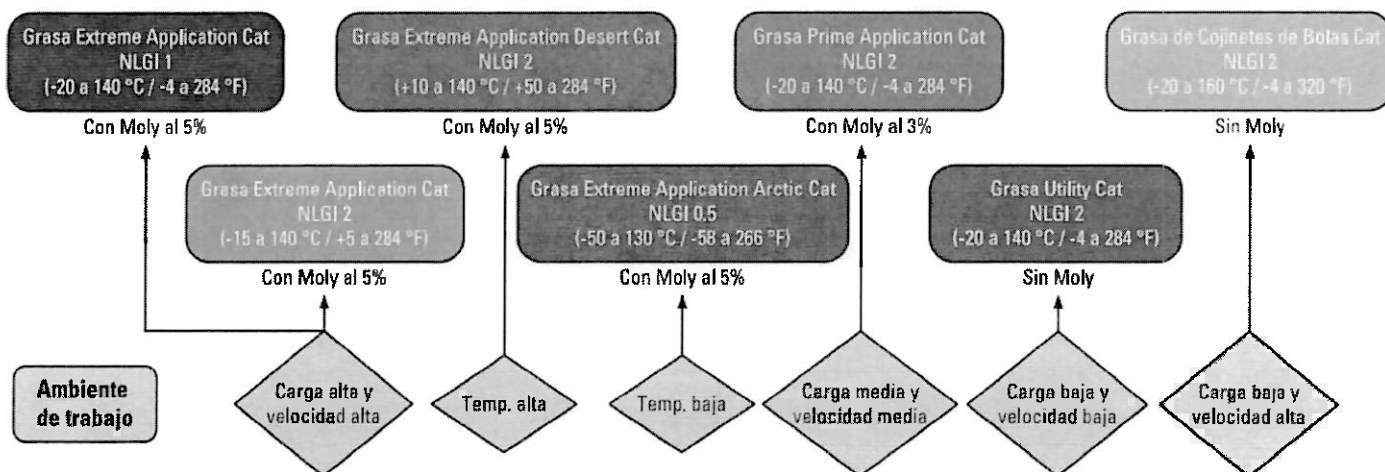 Grasa Extreme Application Cat
NLGI 1
(-20 a 140 °C / -4 a 284 °F)
Con Moly al 5%
Grasa Extreme Application Desert Cat
NLGI 2
(+10 a 140 °C / +50 a 284 °F)
Con Moly al 5%
Grasa Prime Application Cat
NLGI 2
(-20 a 140 °C / -4 a 284 °F)
Con Moly al 3%
Grasa de Cojinetes de Bolas Cat
NLGI 2
(-20 a 160 °C / -4 a 320 °F)
Sin Moly
Grasa Extreme Application Cat
NLGI 2
(-15 a 140 °C / +5 a 284 °F)
Con Moly al 5%
Grasa Extreme Application Arctic Cat
NLGI 0.5
(-50 a 130 °C / -58 a 266 °F)
Con Moly al 5%
Grasa Utility Cat
NLGI 2
(-20 a 140 °C / -4 a 284 °F)
Sin Moly
Ambiente
de trabajo
Carga alta y
velocidad alta
Temp. alta
Temp. baja
Carga media y
velocidad media
Carga baja y
velocidad baja
Carga baja y
velocidad alta